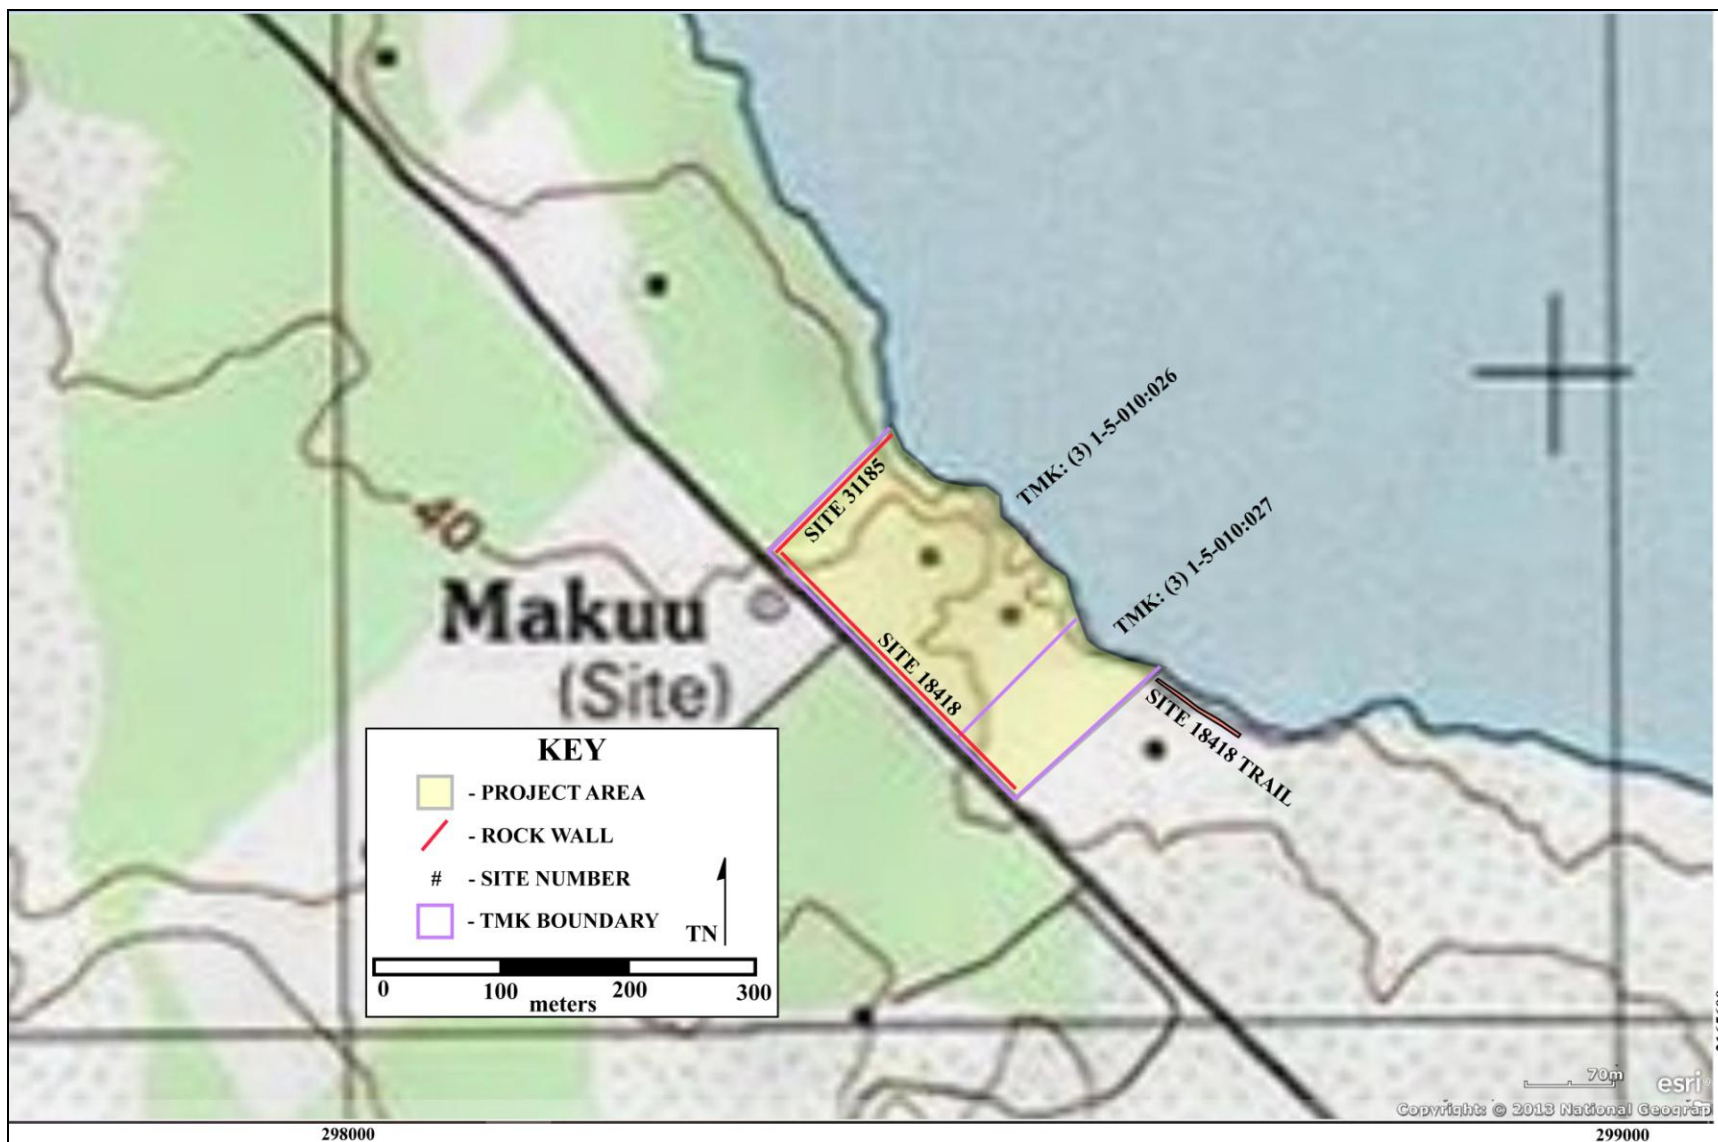 TMK: (3) 1-5-010:026
SITE 31185
40
TMK: (3) 1-5-010:027
Makuu
(Site)
SITE 18418
SITE 18418 TRAIL
KEY
- PROJECT AREA
- ROCK WALL
# - SITE NUMBER
- TMK BOUNDARY
TN
0 100 200 300
meters
70m
esri
Copyright: © 2013 National Geograp
298000
299000